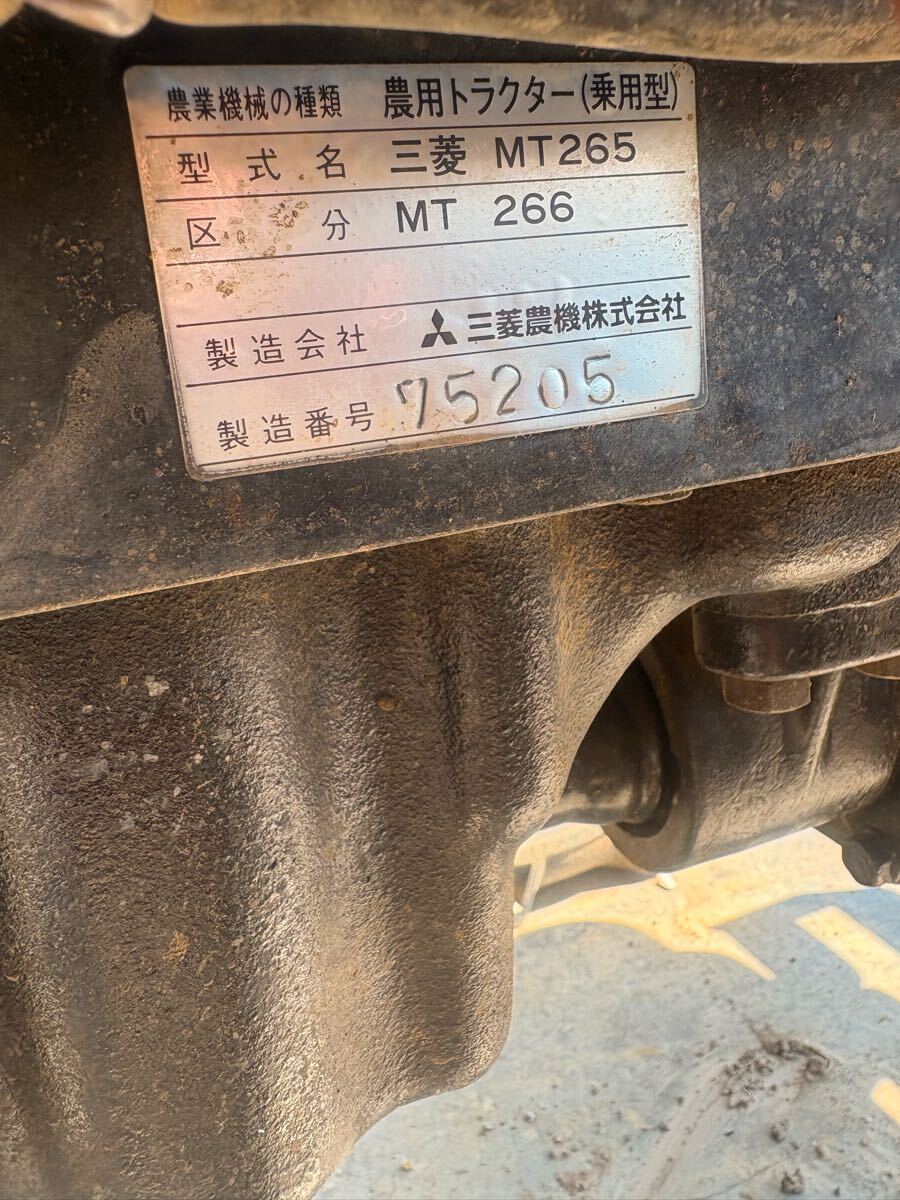 農業機械の種類 農用トラクター(乗用型)
型式名 三菱 MT265
区分 MT 266
製造会社 三菱農機株式会社
製造番号 75205